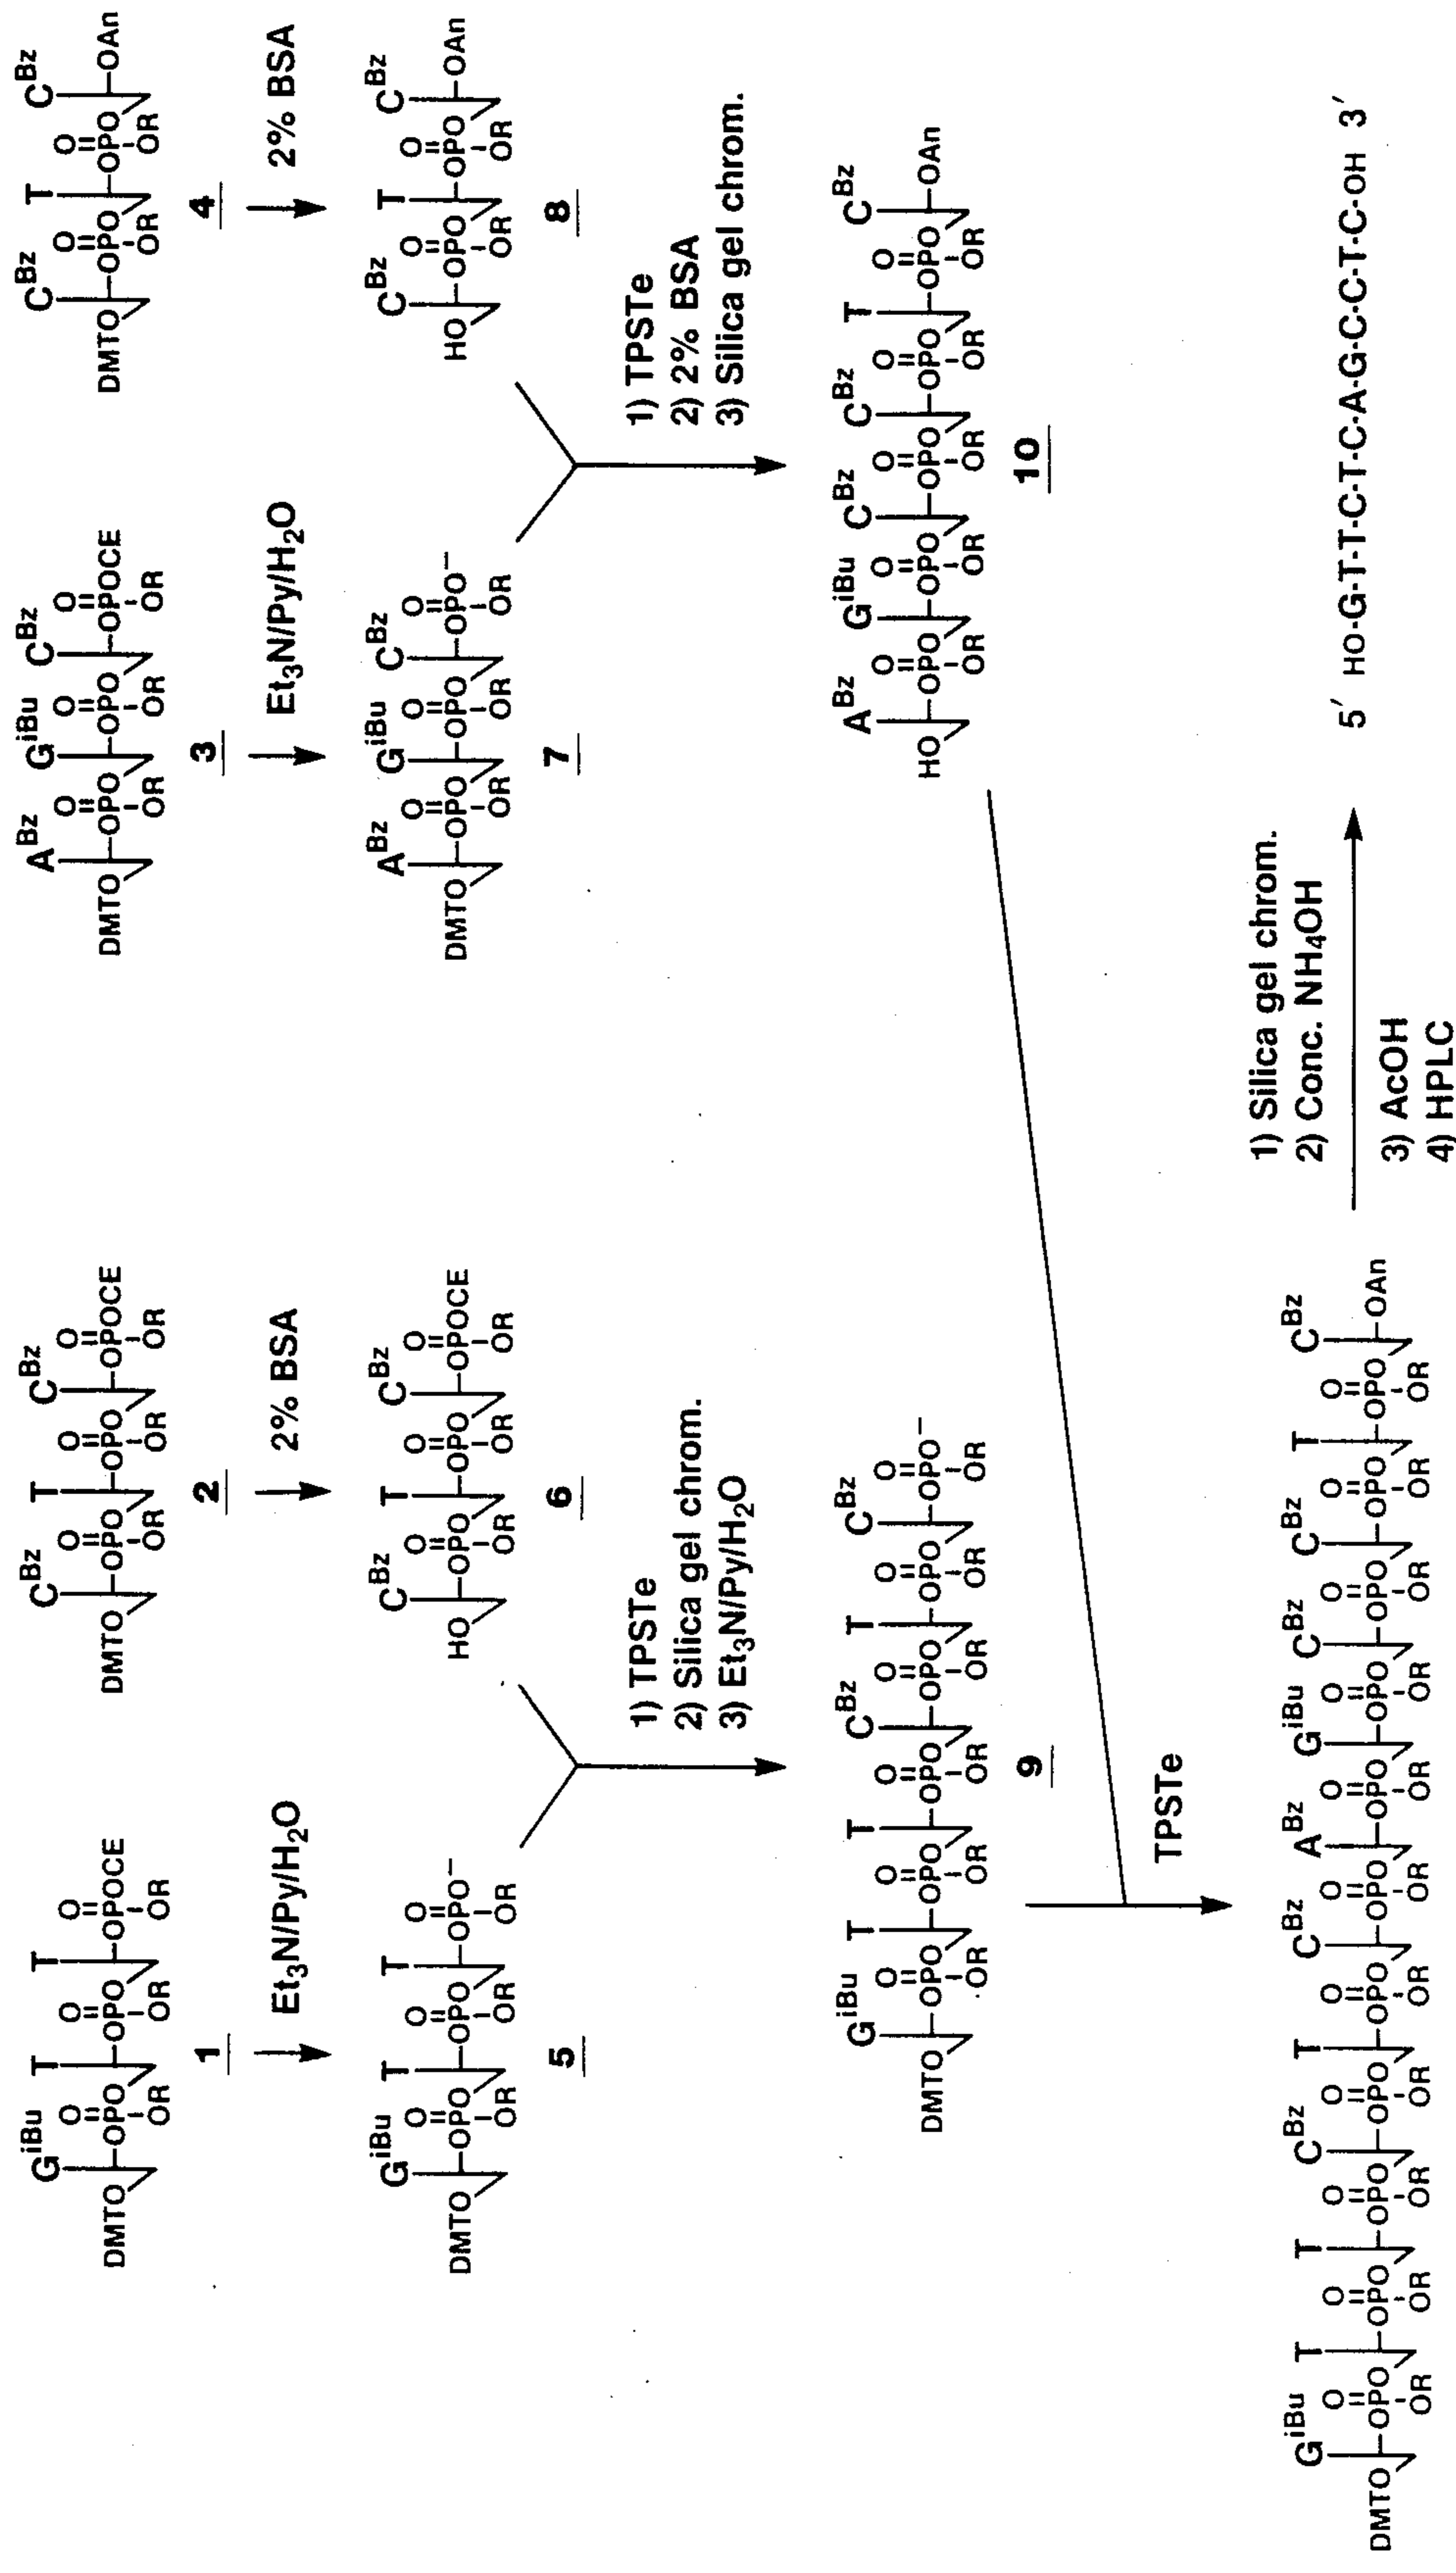 G^iBu T T C^Bz T C^Bz A^Bz G^iBu C^Bz C^Bz T C^Bz
O O O O O O O O O O O
DMTO OPO OPO OPOCE DMTO OPO OPO OPOCE DMTO OPO OPO OPOCE DMTO OPO OPO OAn
OR OR OR OR OR OR OR OR OR OR OR
1 2 3 4
Et₃N/Py/H₂O 2% BSA Et₃N/Py/H₂O 2% BSA
G^iBu T T C^Bz T C^Bz A^Bz G^iBu C^Bz C^Bz T C^Bz
O O O O O O O O O O O
DMTO OPO OPO OPO⁻ HO OPO OPO OPOCE DMTO OPO OPO OPO⁻ HO OPO OPO OAn
OR OR OR OR OR OR OR OR OR OR OR
5 6 7 8
1) TPSTe
2) Silica gel chrom.
3) Et₃N/Py/H₂O
1) TPSTe
2) 2% BSA
3) Silica gel chrom.
G^iBu T T C^Bz T C^Bz A^Bz G^iBu C^Bz C^Bz T C^Bz
O O O O O O O O O O O
DMTO OPO OPO OPO OPO OPO OPO⁻ HO OPO OPO OPO OPO OPO OAn
OR OR OR OR OR OR OR OR OR OR OR
9 10
TPSTe
G^iBu T T C^Bz T C^Bz A^Bz G^iBu C^Bz C^Bz T C^Bz
O O O O O O O O O O O
DMTO OPO OPO OPO OPO OPO OPO OPO OPO OPO OPO OPO OAn
OR OR OR OR OR OR OR OR OR OR OR
1) Silica gel chrom.
2) Conc. NH₄OH
3) AcOH
4) HPLC
5′ HO-G-T-T-C-T-C-A-G-C-C-T-C-OH 3′